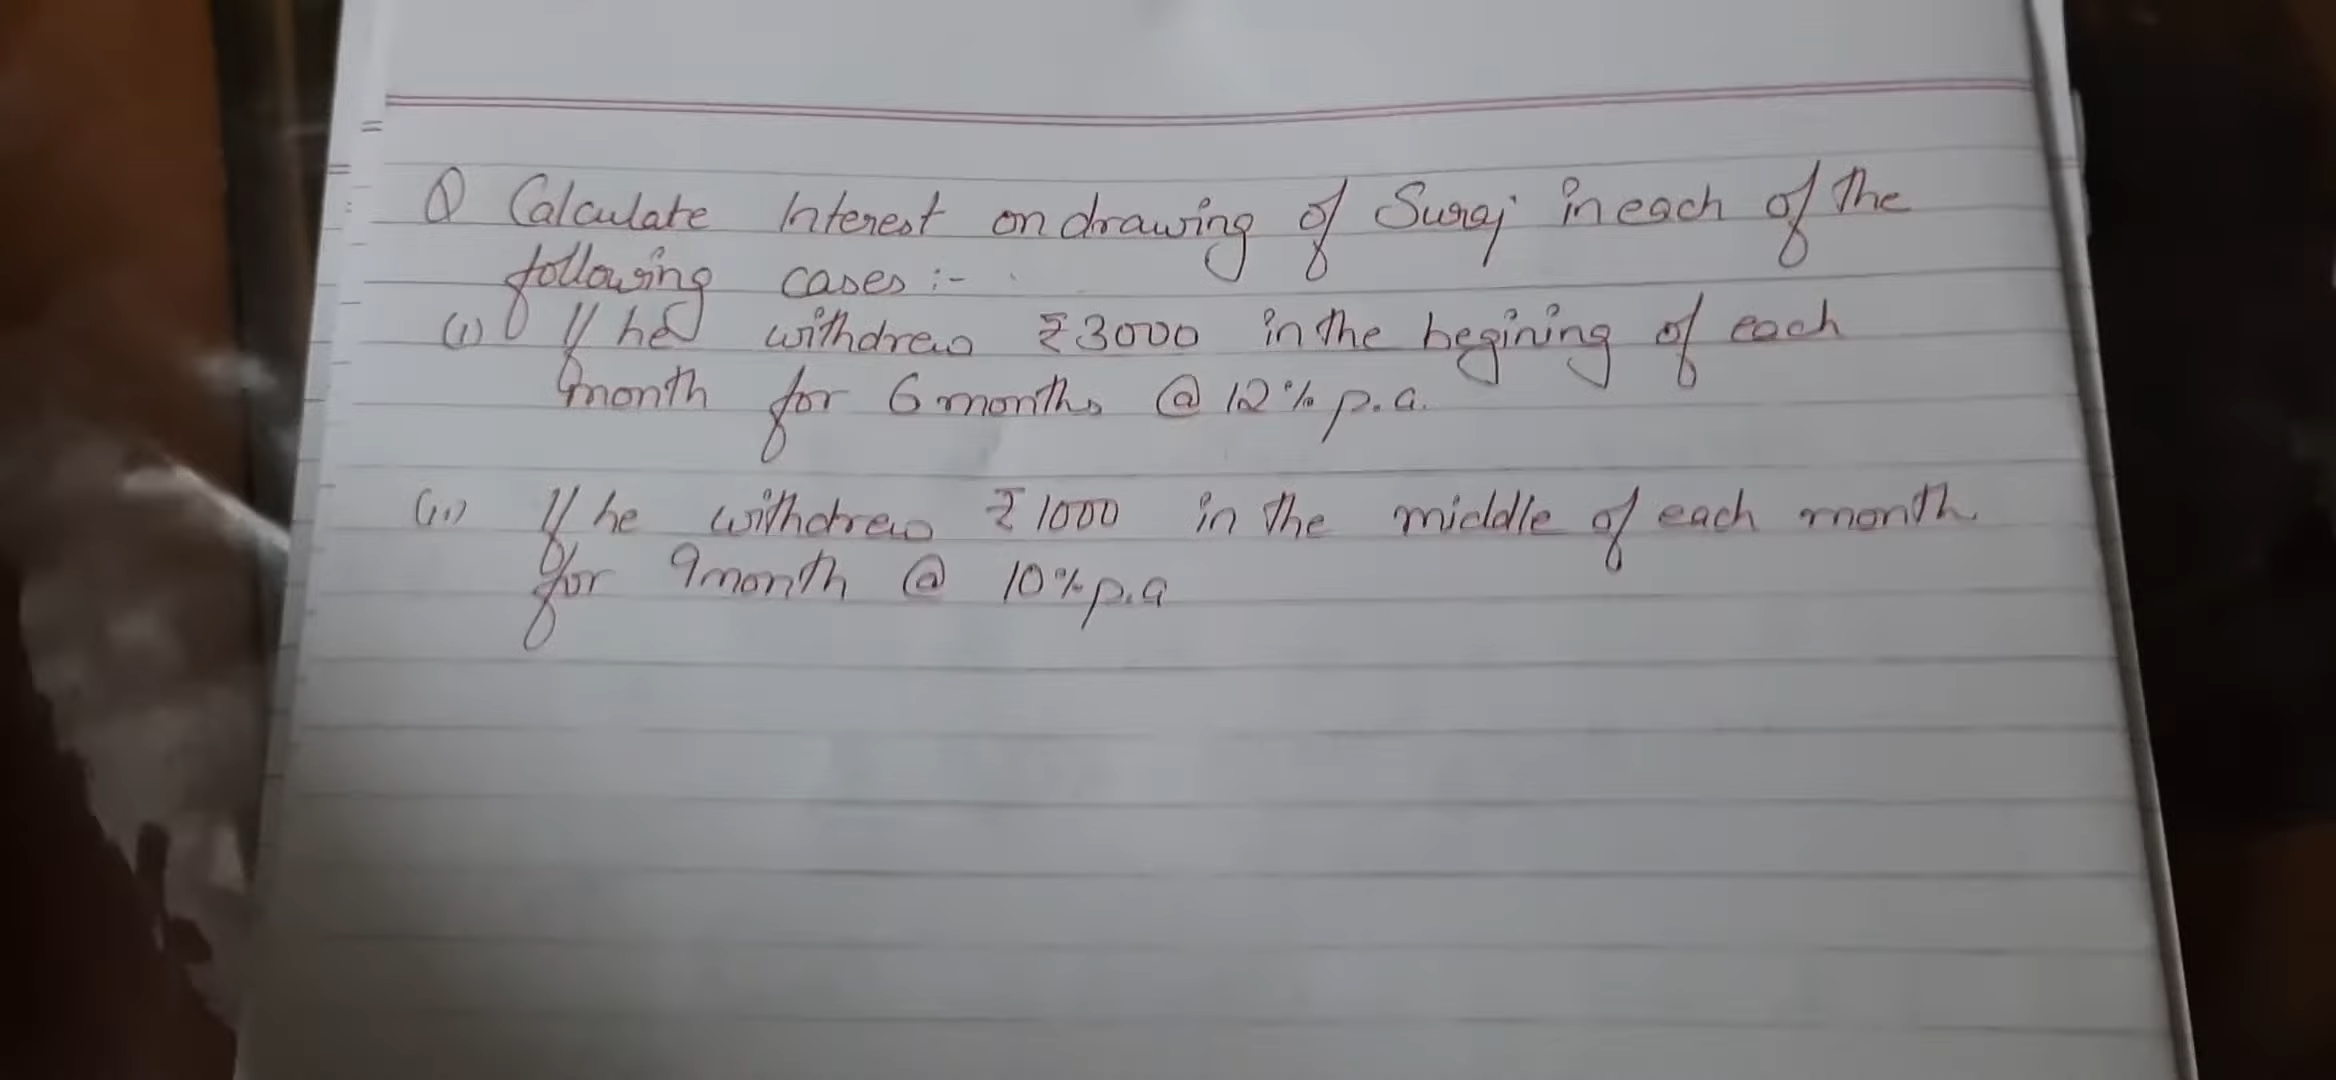 Q Calculate Interest on drawing of Suraj in each of the
following cases :-
(i) If he withdrew ₹3000 in the begining of each
month for 6 months @ 12% p.a.
(ii) If he withdrew ₹1000 in the middle of each month.
for 9month @ 10% p.a